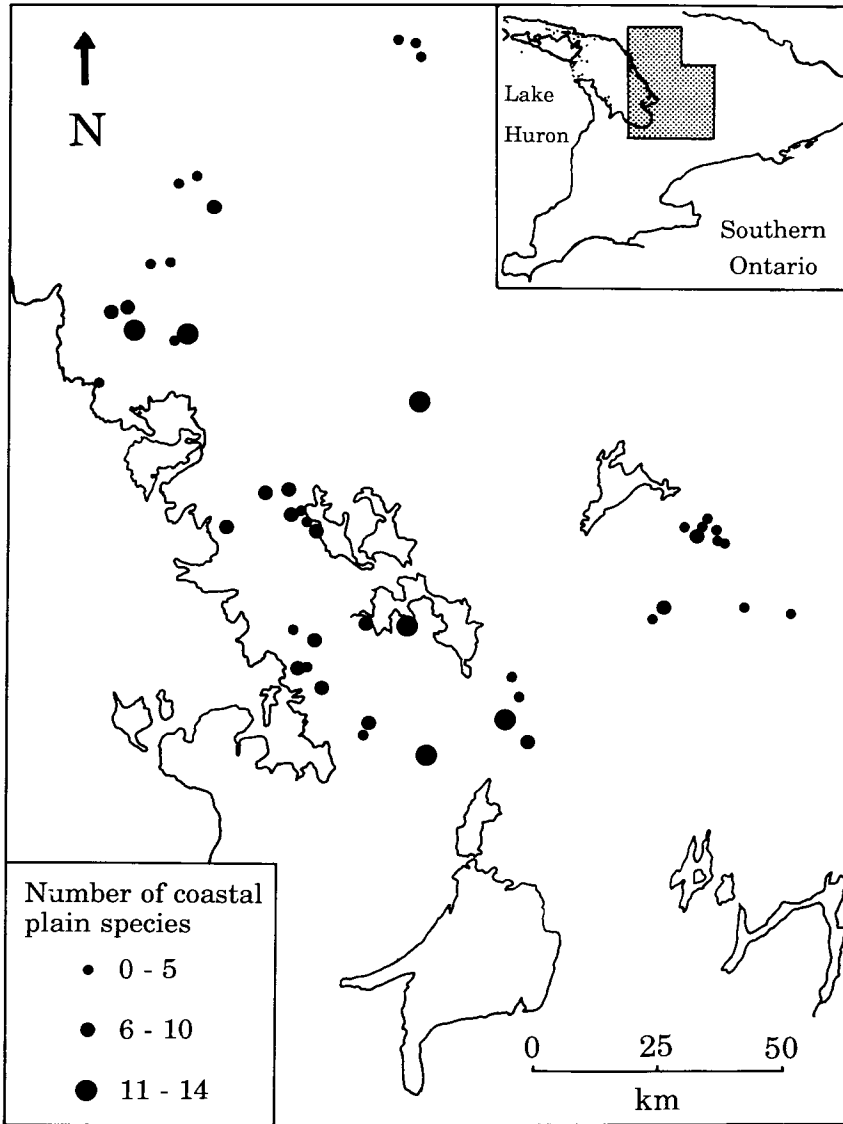 N
Lake
Huron
Southern
Ontario
Number of coastal
plain species
0 - 5
6 - 10
11 - 14
0 25 50
km